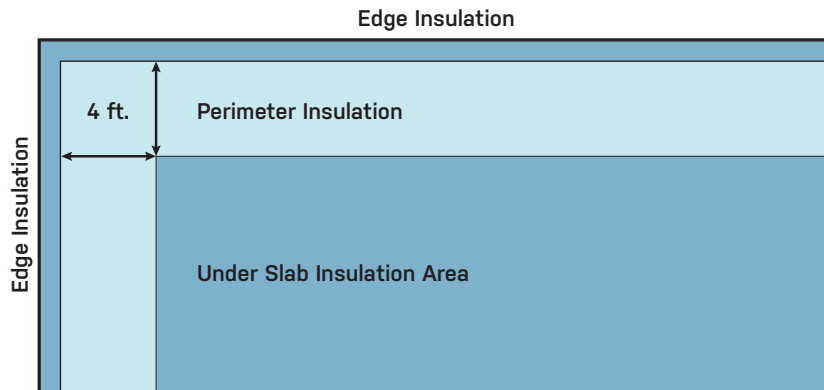 Edge Insulation
4 ft.
Perimeter Insulation
Edge Insulation
Under Slab Insulation Area